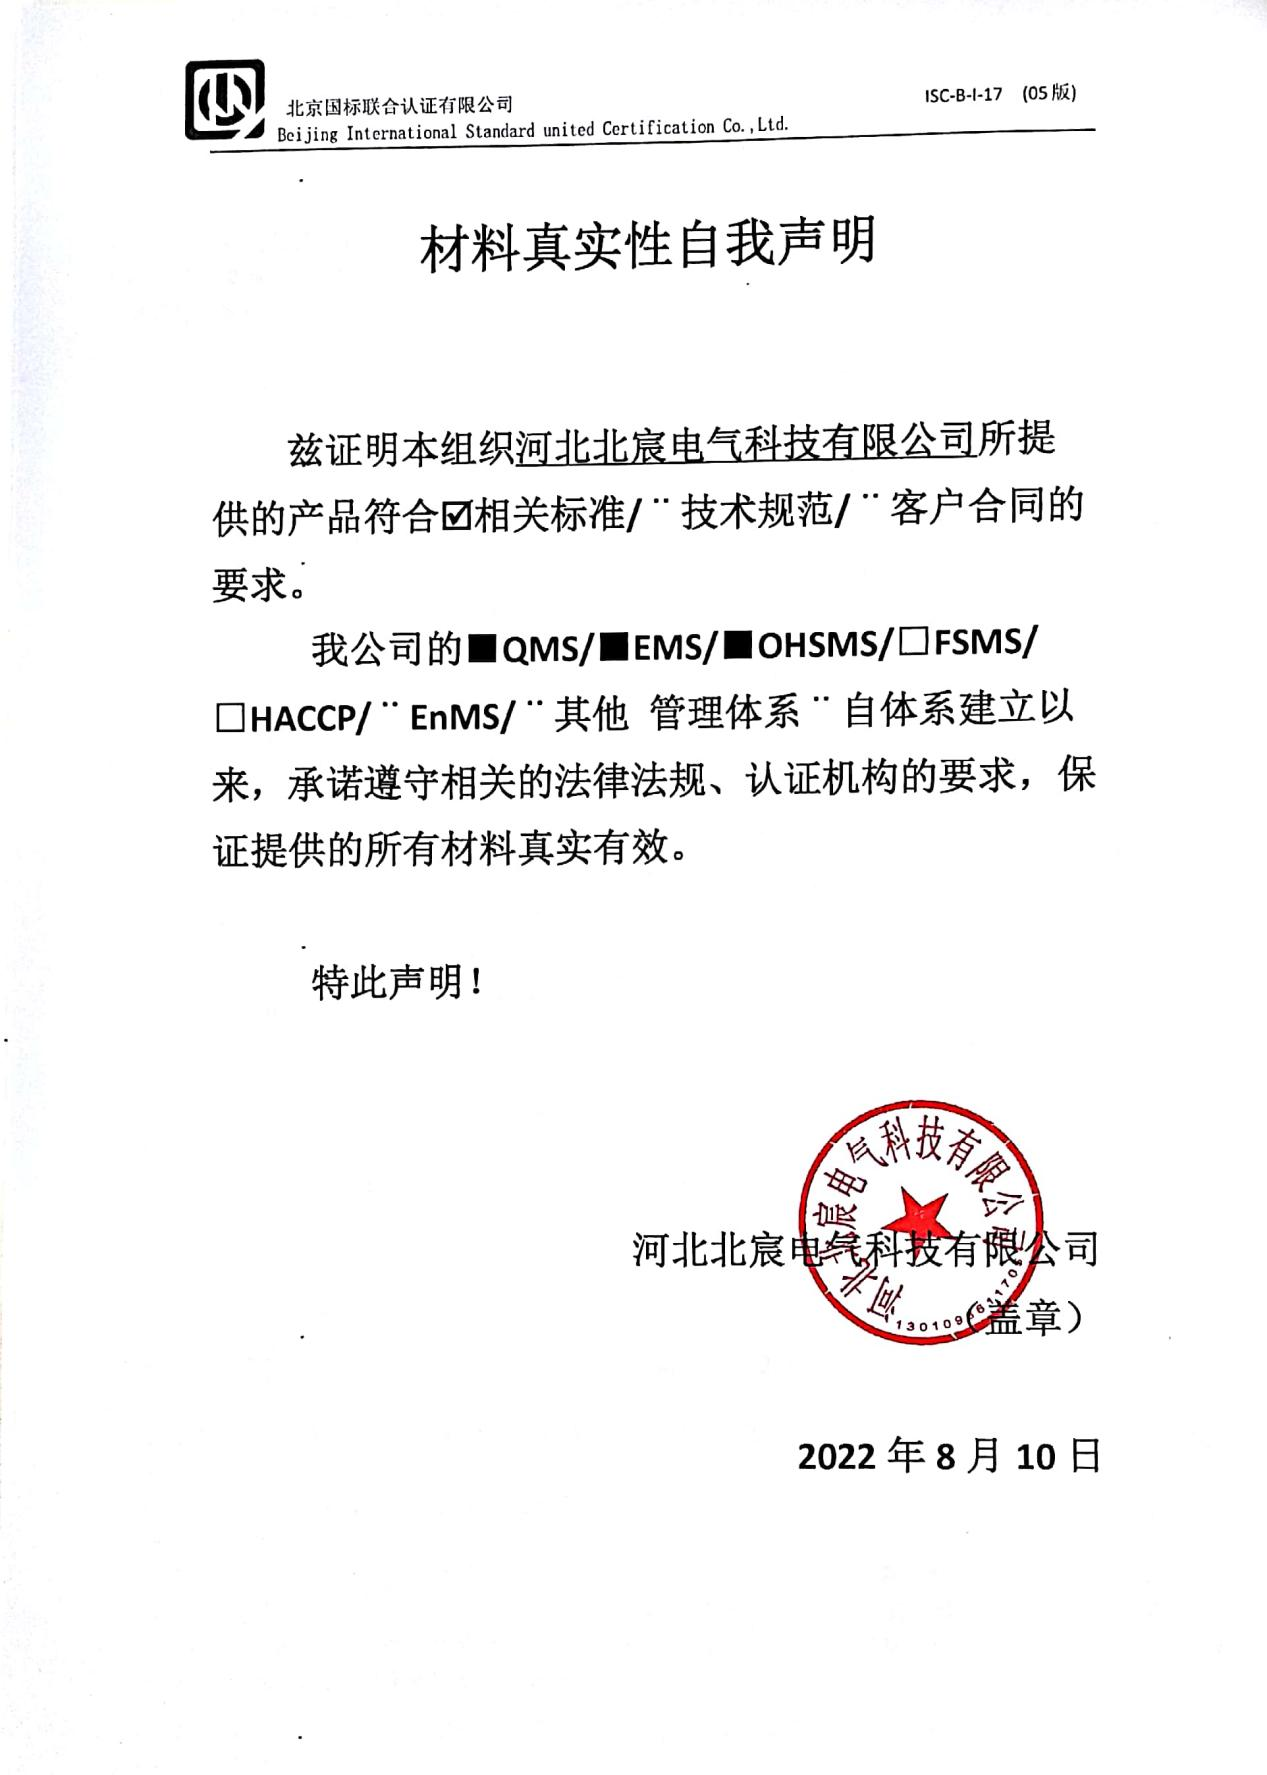 北京国标联合认证有限公司
ISC-B-I-17 (05版)
Beijing International Standard united Certification Co.,Ltd.
材料真实性自我声明
兹证明本组织河北北宸电气科技有限公司所提
供的产品符合☑相关标准/¨技术规范/¨客户合同的
要求。
我公司的■QMS/■EMS/■OHSMS/□FSMS/
□HACCP/¨EnMS/¨其他 管理体系¨自体系建立以
来，承诺遵守相关的法律法规、认证机构的要求，保
证提供的所有材料真实有效。
特此声明！
河北北宸电气科技有限公司
河北北宸电气科技有限公司
（盖章）
2022 年 8 月 10 日